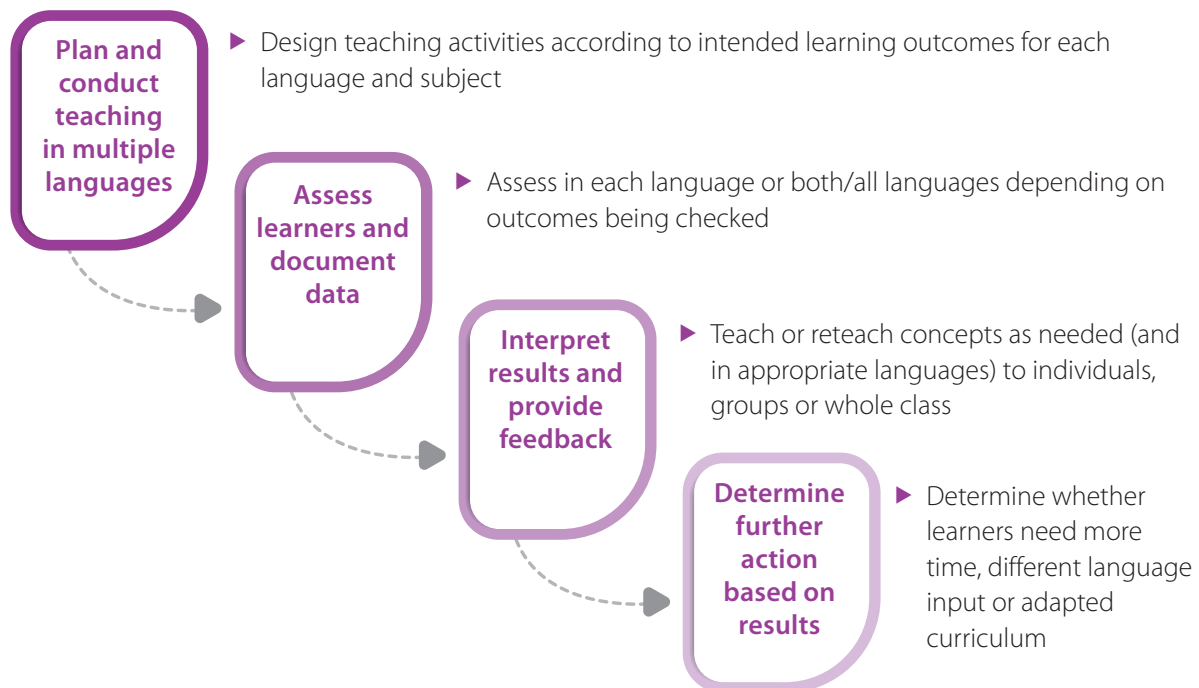 Plan and
conduct
teaching
in multiple
languages
▶ Design teaching activities according to intended learning outcomes for each
language and subject
Assess
learners and
document
data
▶ Assess in each language or both/all languages depending on
outcomes being checked
Interpret
results and
provide
feedback
▶ Teach or reteach concepts as needed (and
in appropriate languages) to individuals,
groups or whole class
Determine
further
action
based on
results
▶ Determine whether
learners need more
time, different language
input or adapted
curriculum